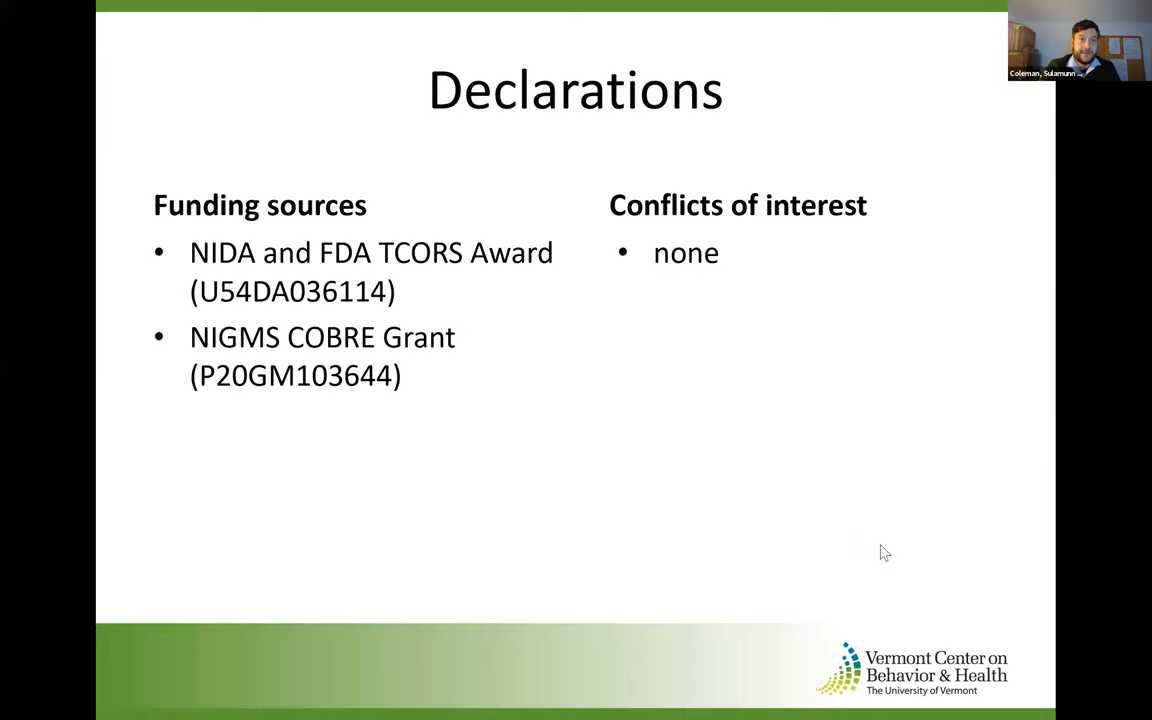 Declarations
Funding sources
• NIDA and FDA TCORS Award
(U54DA036114)
• NIGMS COBRE Grant
(P20GM103644)
Conflicts of interest
• none
Coleman, Sulamunn ...
Vermont Center on
Behavior & Health
The University of Vermont